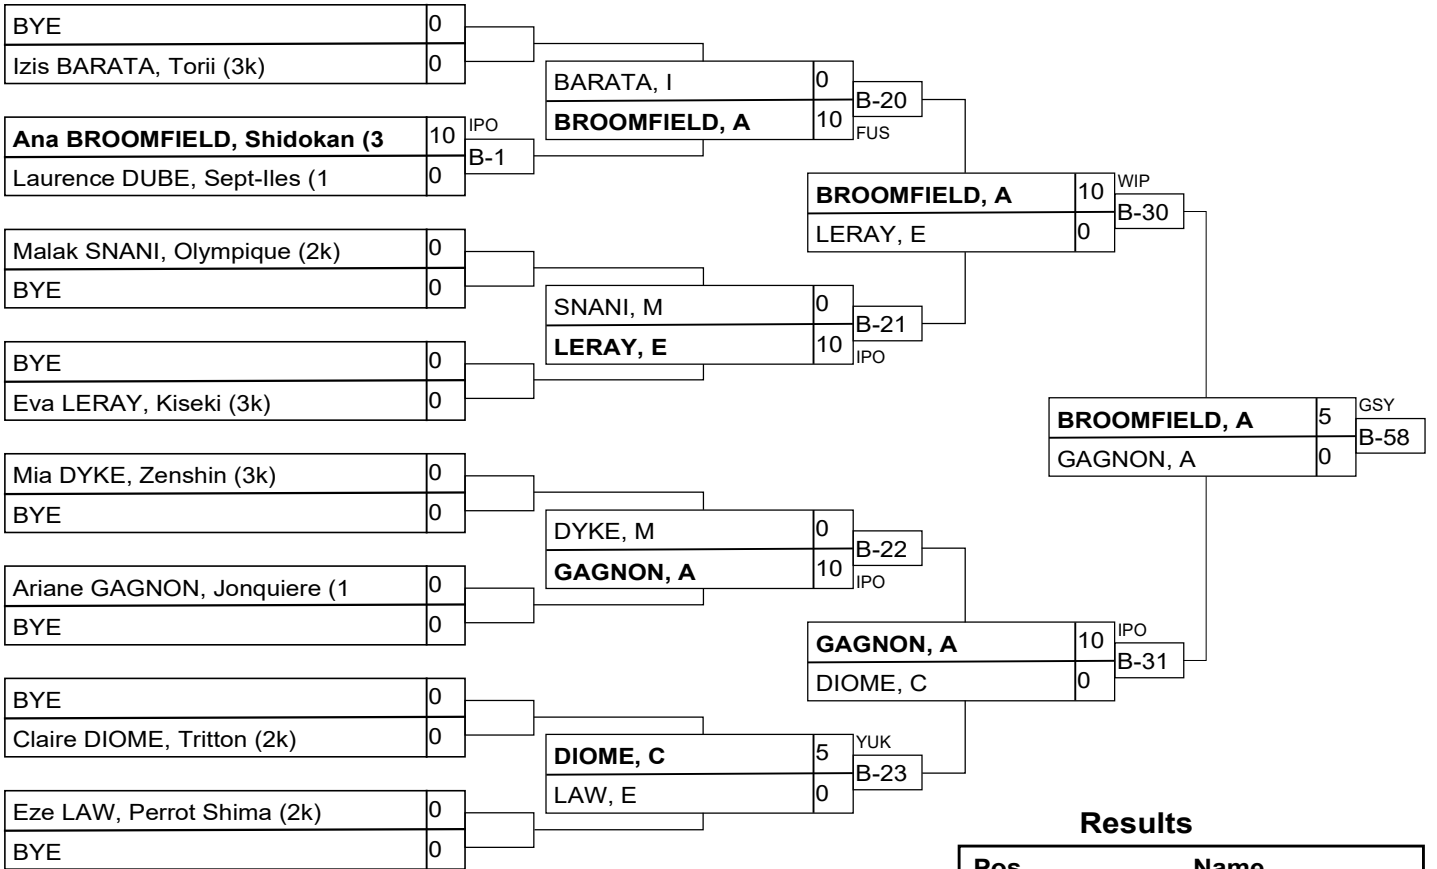 BYE 0
Izis BARATA, Torii (3k) 0
Ana BROOMFIELD, Shidokan (3 10 IPO
B-1
Laurence DUBE, Sept-Iles (1 0
Malak SNANI, Olympique (2k) 0
BYE 0
BYE 0
Eva LERAY, Kiseki (3k) 0
Mia DYKE, Zenshin (3k) 0
BYE 0
Ariane GAGNON, Jonquiere (1 0
BYE 0
BYE 0
Claire DIOME, Tritton (2k) 0
Eze LAW, Perrot Shima (2k) 0
BYE 0
BARATA, I 0
B-20
BROOMFIELD, A 10 FUS
SNANI, M 0
B-21
LERAY, E 10 IPO
DYKE, M 0
B-22
GAGNON, A 10 IPO
DIOME, C 5 YUK
B-23
LAW, E 0
BROOMFIELD, A 10 WIP
B-30
LERAY, E 0
GAGNON, A 10 IPO
B-31
DIOME, C 0
BROOMFIELD, A 5 GSY
B-58
GAGNON, A 0
Results
Pos Name